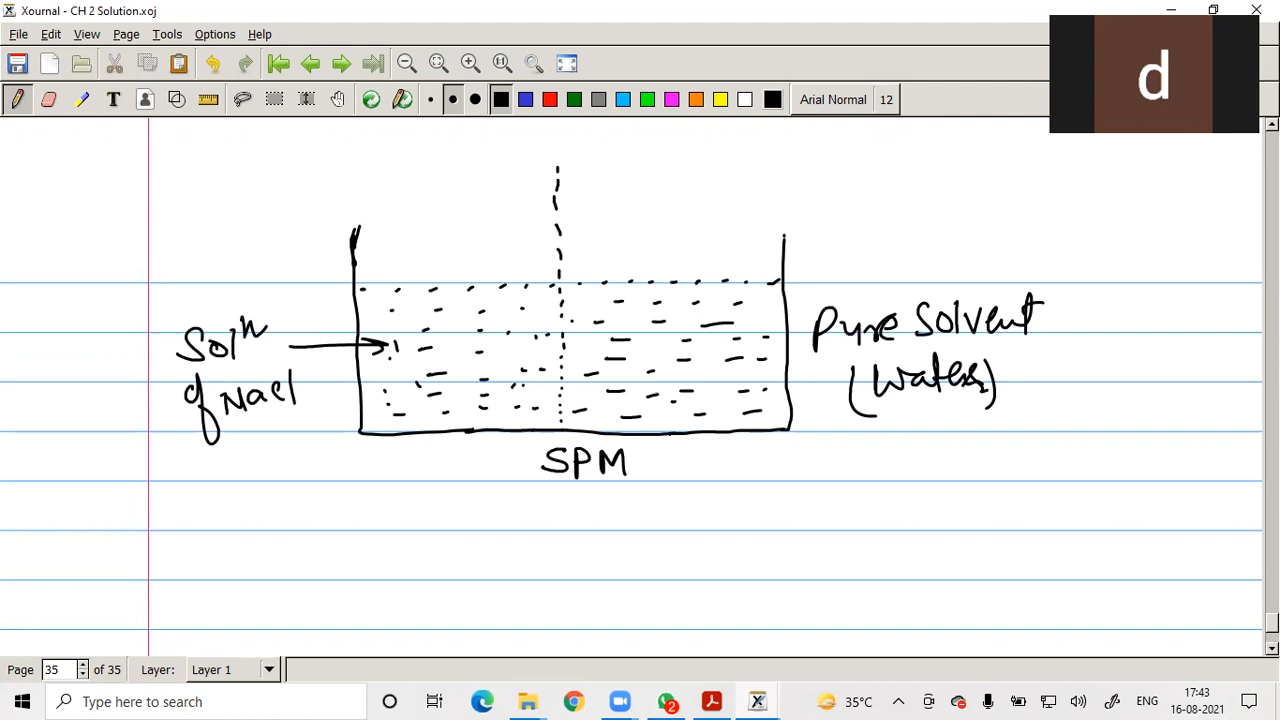 Xournal - CH 2 Solution.xoj
File Edit View Page Tools Options Help
Arial Normal 12
d
Solⁿ
of Nacl
Pure Solvent
(Water)
SPM
Page 35 of 35 Layer: Layer 1
Type here to search
2
35°C
ENG
17:43
16-08-2021